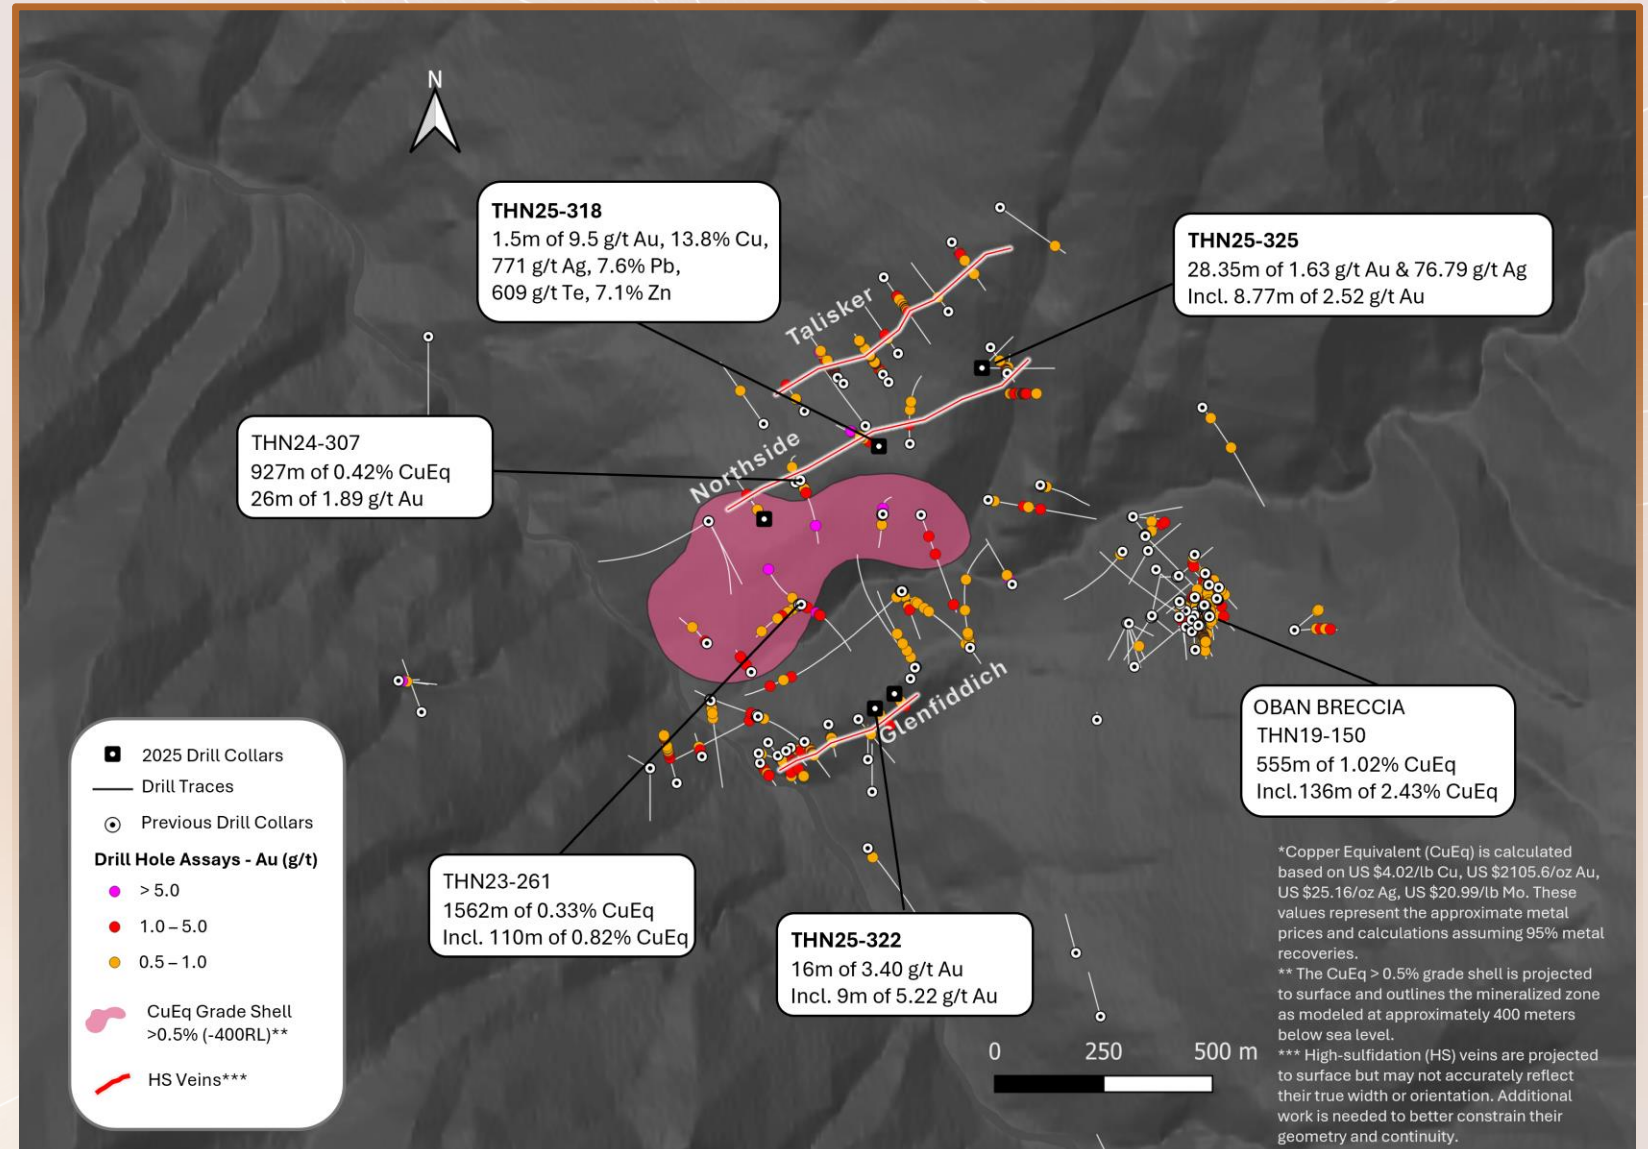 N
THN25-318
1.5m of 9.5 g/t Au, 13.8% Cu,
771 g/t Ag, 7.6% Pb,
609 g/t Te, 7.1% Zn
THN25-325
28.35m of 1.63 g/t Au & 76.79 g/t Ag
Incl. 8.77m of 2.52 g/t Au
Talisker
THN24-307
927m of 0.42% CuEq
26m of 1.89 g/t Au
Northside
Glenfiddich
OBAN BRECCIA
THN19-150
555m of 1.02% CuEq
Incl.136m of 2.43% CuEq
2025 Drill Collars
Drill Traces
Previous Drill Collars
Drill Hole Assays - Au (g/t)
> 5.0
1.0 – 5.0
0.5 – 1.0
CuEq Grade Shell
>0.5% (-400RL)**
HS Veins***
THN23-261
1562m of 0.33% CuEq
Incl. 110m of 0.82% CuEq
THN25-322
16m of 3.40 g/t Au
Incl. 9m of 5.22 g/t Au
0 250 500 m
*Copper Equivalent (CuEq) is calculated
based on US $4.02/lb Cu, US $2105.6/oz Au,
US $25.16/oz Ag, US $20.99/lb Mo. These
values represent the approximate metal
prices and calculations assuming 95% metal
recoveries.
** The CuEq > 0.5% grade shell is projected
to surface and outlines the mineralized zone
as modeled at approximately 400 meters
below sea level.
*** High-sulfidation (HS) veins are projected
to surface but may not accurately reflect
their true width or orientation. Additional
work is needed to better constrain their
geometry and continuity.